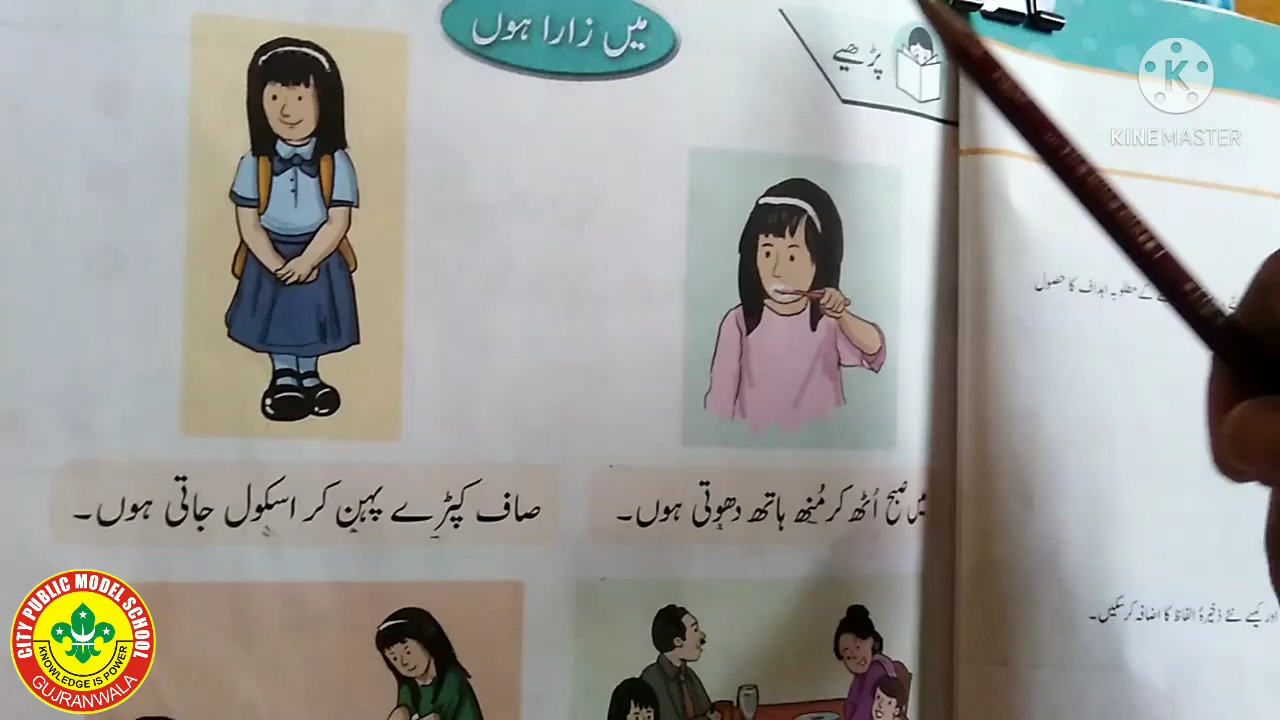 میں زارا ہوں
پڑھیے
KINEMASTER
میں صبح اُٹھ کر مُنھ ہاتھ دھوتی ہوں۔
صاف کپڑے پہن کر اسکول جاتی ہوں۔
کے مطلوبہ اہداف کا حصول
اور کیسے نئے ذخیرۂ الفاظ کا اضافہ کر سکیں۔
CITY PUBLIC MODEL SCHOOL
KNOWLEDGE IS POWER
GUJRANWALA